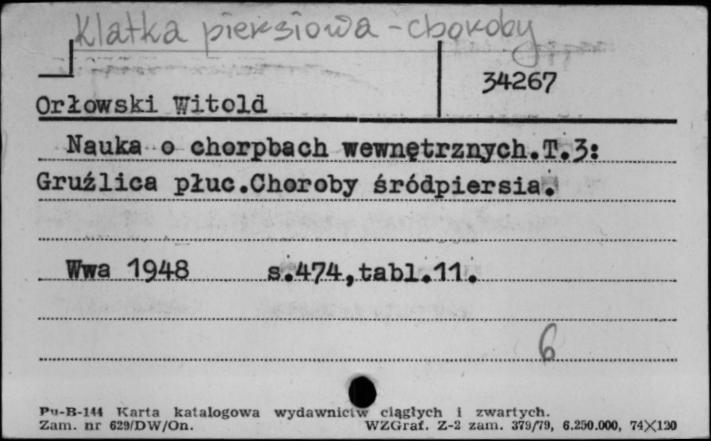 Klatka piersiowa - choroby
34267
Orłowski Witold
Nauka o chorpbach wewnętrznych.T.3:
Gruźlica płuc.Choroby śródpiersia.
Wwa 1948 s.474,tabl.11.
6
Pu-B-144 Karta katalogowa wydawnictw ciągłych i zwartych.
Zam. nr 629/DW/On. WZGraf. Z-2 zam. 379/79, 6.250.000, 74X120